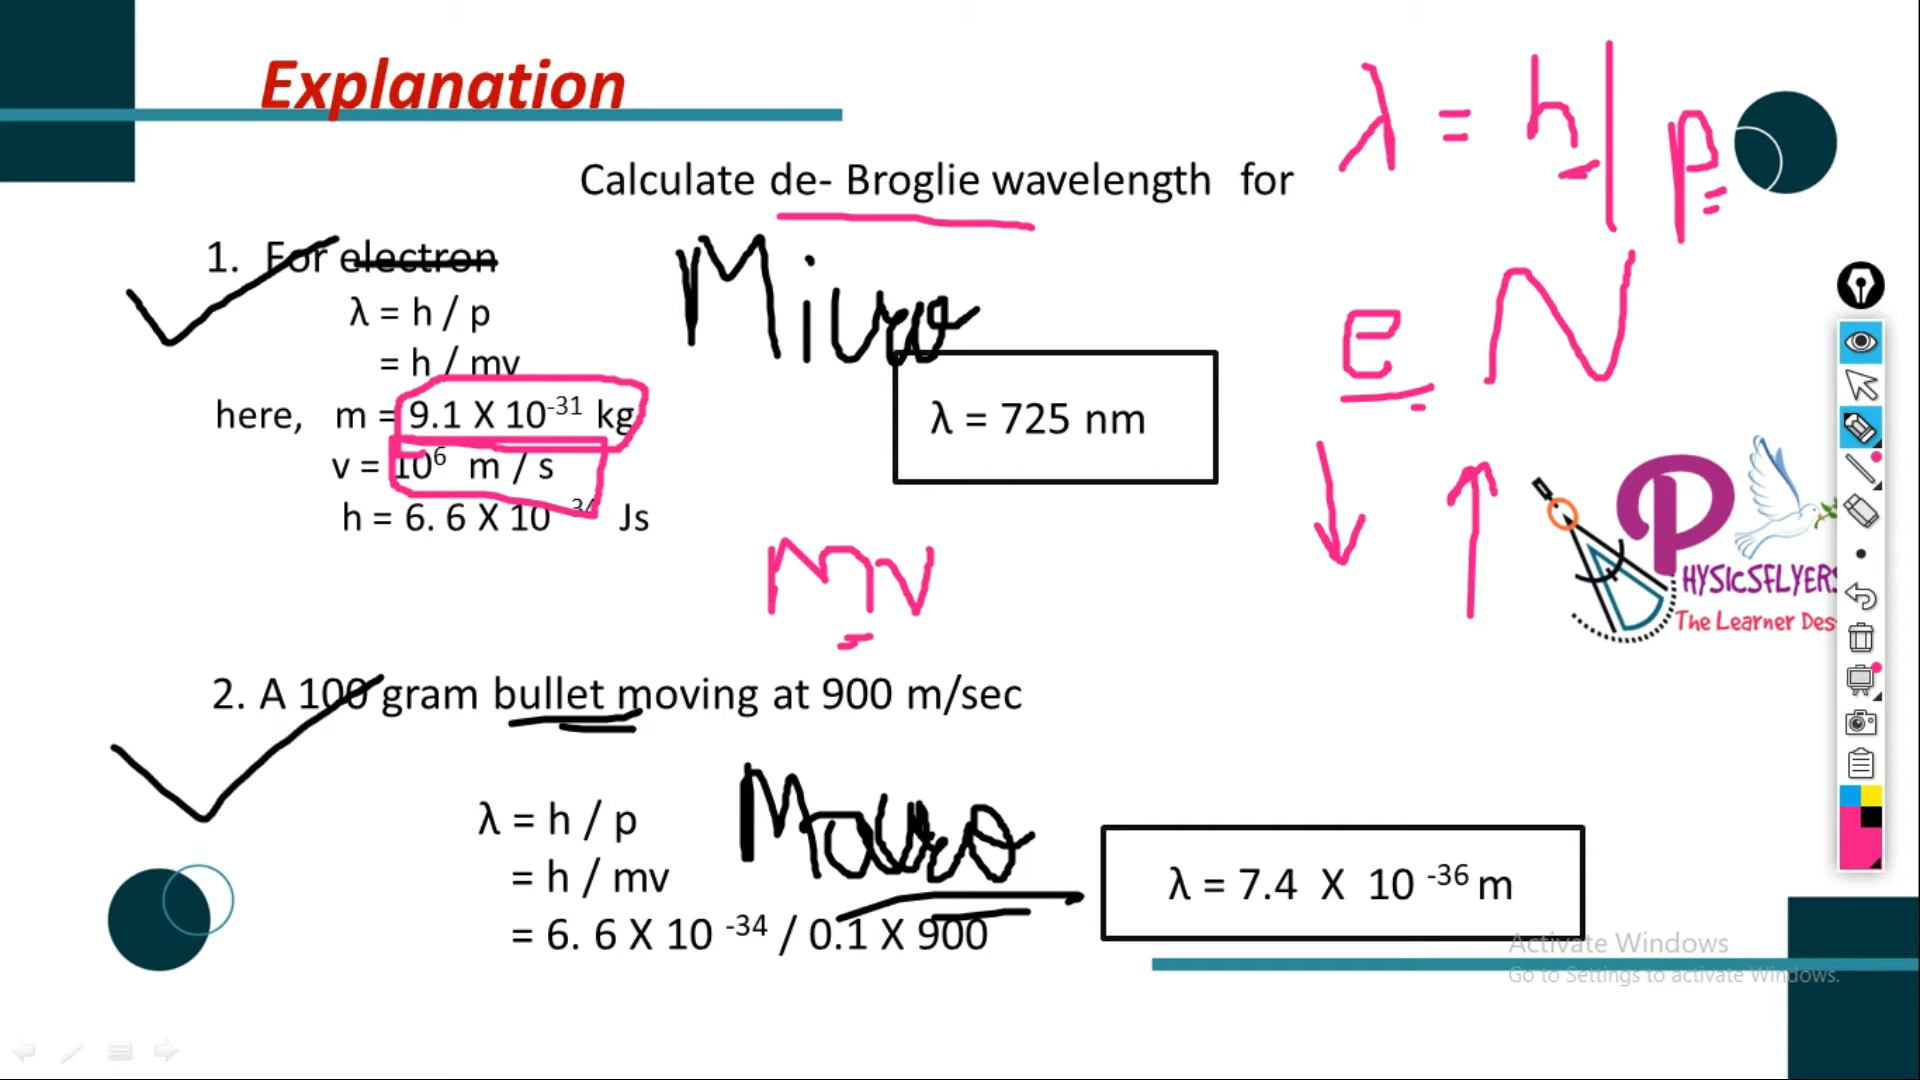 Explanation
λ = h / p
Calculate de- Broglie wavelength for
1. For electron
Micro
λ = h / p
= h / mv
e N
here, m = 9.1 X 10⁻³¹ kg
λ = 725 nm
v = 10⁶ m / s
h = 6. 6 X 10⁻³⁴ Js
mv
P
HYSICSFLYERS
The Learner Des
2. A 100 gram bullet moving at 900 m/sec
Macro
λ = h / p
= h / mv
= 6. 6 X 10 ⁻³⁴ / 0.1 X 900
λ = 7.4 X 10 ⁻³⁶ m
Activate Windows
Go to Settings to activate Windows.